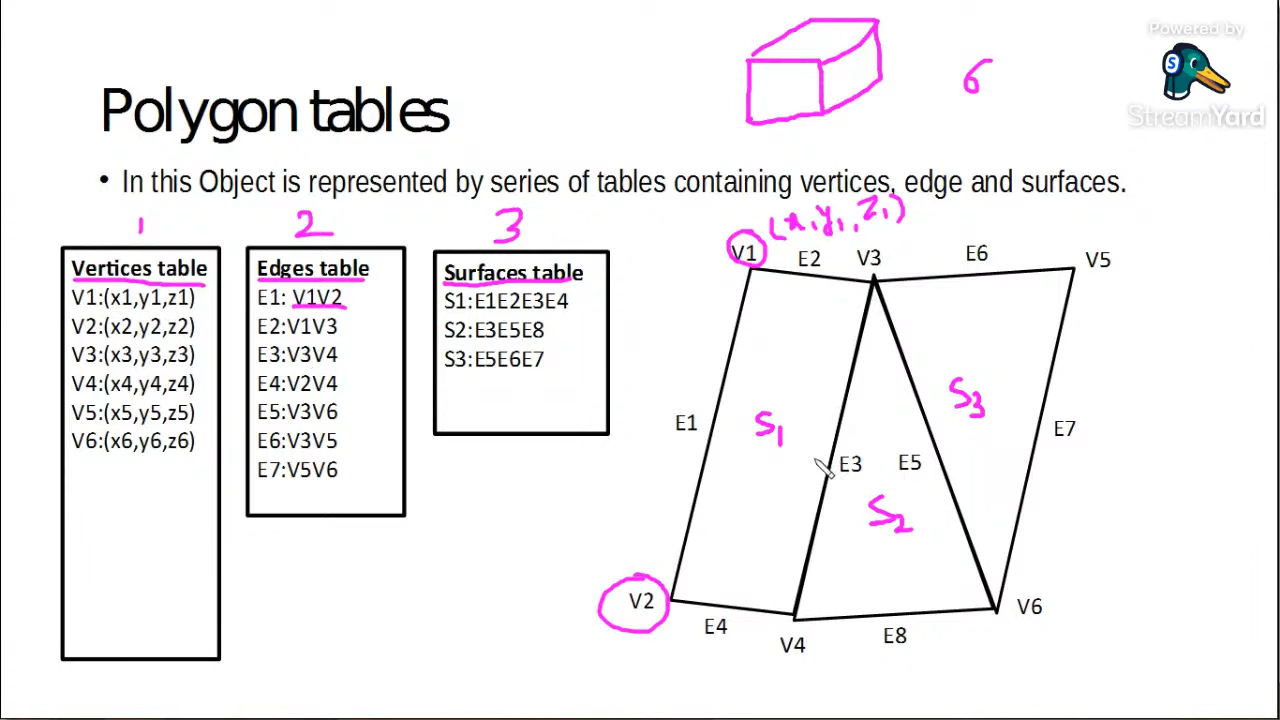 Powered by
S
StreamYard
6
Polygon tables
• In this Object is represented by series of tables containing vertices, edge and surfaces.
1
2
3
Vertices table
V1:(x1,y1,z1)
V2:(x2,y2,z2)
V3:(x3,y3,z3)
V4:(x4,y4,z4)
V5:(x5,y5,z5)
V6:(x6,y6,z6)
Edges table
E1: V1V2
E2:V1V3
E3:V3V4
E4:V2V4
E5:V3V6
E6:V3V5
E7:V5V6
Surfaces table
S1:E1E2E3E4
S2:E3E5E8
S3:E5E6E7
(x1y1,z1)
V1
E2
V3
E6
V5
E1
S1
E3
E5
S2
S3
E7
V2
E4
V4
E8
V6